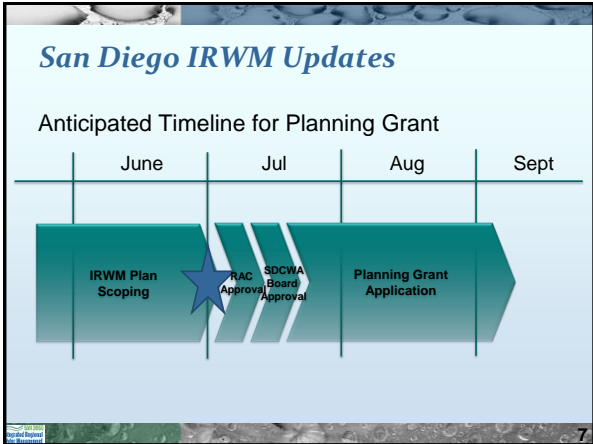 San Diego IRWM Updates
Anticipated Timeline for Planning Grant
June Jul Aug Sept
IRWM Plan
Scoping
RAC
Approval
SDCWA
Board
Approval
Planning Grant
Application
7